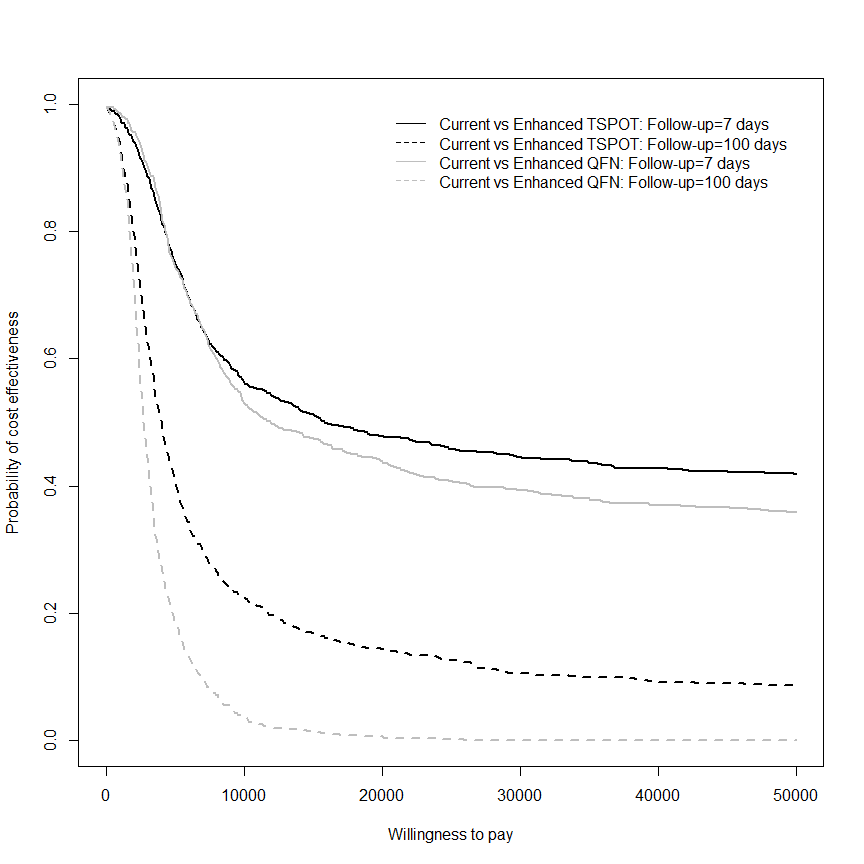 Current vs Enhanced TSPOT: Follow-up=7 days
Current vs Enhanced TSPOT: Follow-up=100 days
Current vs Enhanced QFN: Follow-up=7 days
Current vs Enhanced QFN: Follow-up=100 days
Probability of cost effectiveness
1.0
0.8
0.6
0.4
0.2
0.0
0 10000 20000 30000 40000 50000
Willingness to pay